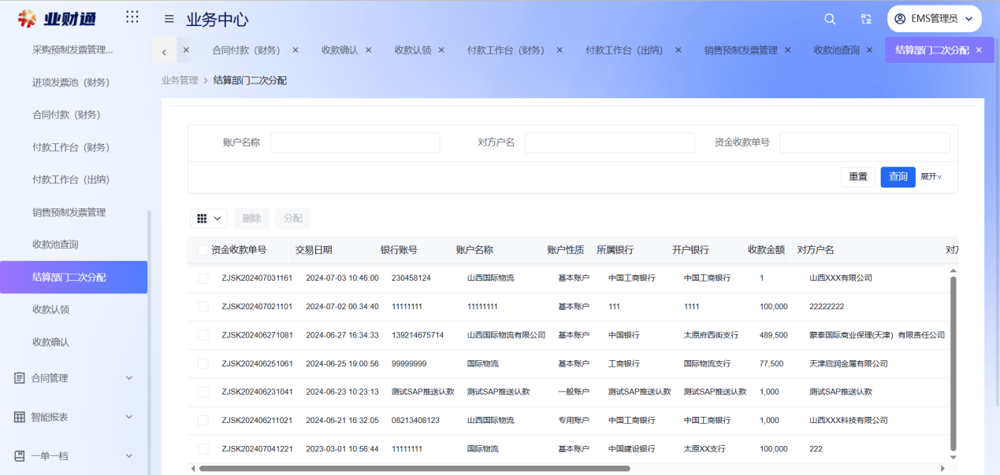 业财通 业务中心 EMS管理员
采购预制发票管理...
进项发票池（财务）
合同付款（财务）
付款工作台（财务）
付款工作台（出纳）
销售预制发票管理
收款池查询
结算部门二次分配
收款认领
收款确认
合同管理
智能报表
一单一档
合同付款（财务） 收款确认 收款认领 付款工作台（财务） 付款工作台（出纳） 销售预制发票管理 收款池查询 结算部门二次分配
业务管理 > 结算部门二次分配
账户名称 对方户名 资金收款单号
重置 查询 展开
删除 分配
资金收款单号 交易日期 银行账号 账户名称 账户性质 所属银行 开户银行 收款金额 对方户名
ZJSK202407031161 2024-07-03 10:46:00 230458124 山西国际物流 基本账户 中国工商银行 中国工商银行 1 山西XXX有限公司
ZJSK202407021101 2024-07-02 00:34:40 11111111 11111111 基本账户 111 1111 100,000 22222222
ZJSK202406271081 2024-06-27 16:34:33 139214675714 山西国际物流有限公司 基本账户 中国银行 太原府西街支行 489,500 蒙泰国际商业保理(天津）有限责任公司
ZJSK202406251061 2024-06-25 19:00:56 99999999 国际物流 基本账户 工商银行 国际物流支行 77,500 天津启润金属有限公司
ZJSK202406231041 2024-06-23 10:23:13 测试SAP推送认款 测试SAP推送认款 一般账户 测试SAP推送认款 测试SAP推送认款 1,000 测试SAP推送认款
ZJSK202406211021 2024-06-21 16:32:05 08213408123 山西国际物流 专用账户 中国工商银行 中国工商银行 1,000 山西XXX科技有限公司
ZJSK202407041221 2023-03-01 10:56:44 11111111 国际物流 基本账户 中国建设银行 太原XX支行 100,000 222